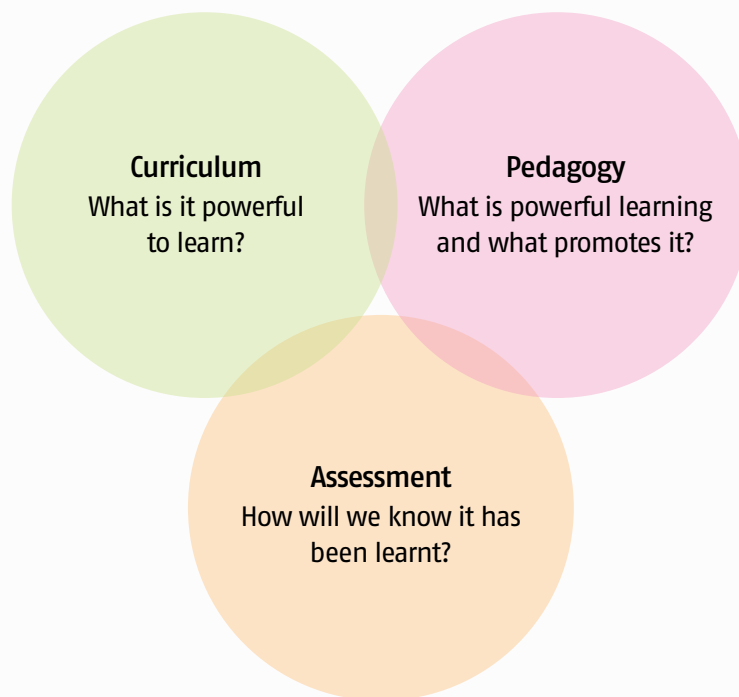 Curriculum
What is it powerful
to learn?
Pedagogy
What is powerful learning
and what promotes it?
Assessment
How will we know it has
been learnt?